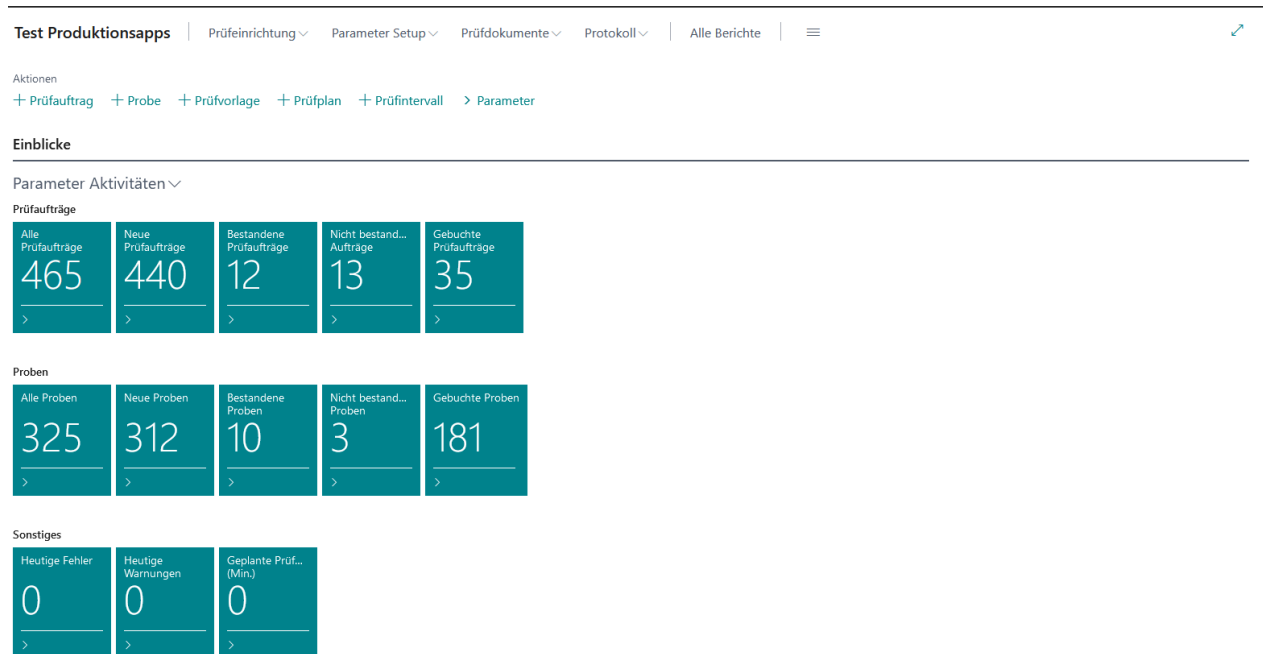 Test Produktionsapps Prüfeinrichtung Parameter Setup Prüfdokumente Protokoll Alle Berichte
Aktionen
+ Prüfauftrag + Probe + Prüfvorlage + Prüfplan + Prüfintervall > Parameter
Einblicke
Parameter Aktivitäten
Prüfaufträge
Alle Prüfaufträge
465
Neue Prüfaufträge
440
Bestandene Prüfaufträge
12
Nicht bestand... Aufträge
13
Gebuchte Prüfaufträge
35
Proben
Alle Proben
325
Neue Proben
312
Bestandene Proben
10
Nicht bestand... Proben
3
Gebuchte Proben
181
Sonstiges
Heutige Fehler
0
Heutige Warnungen
0
Geplante Prüf... (Min.)
0